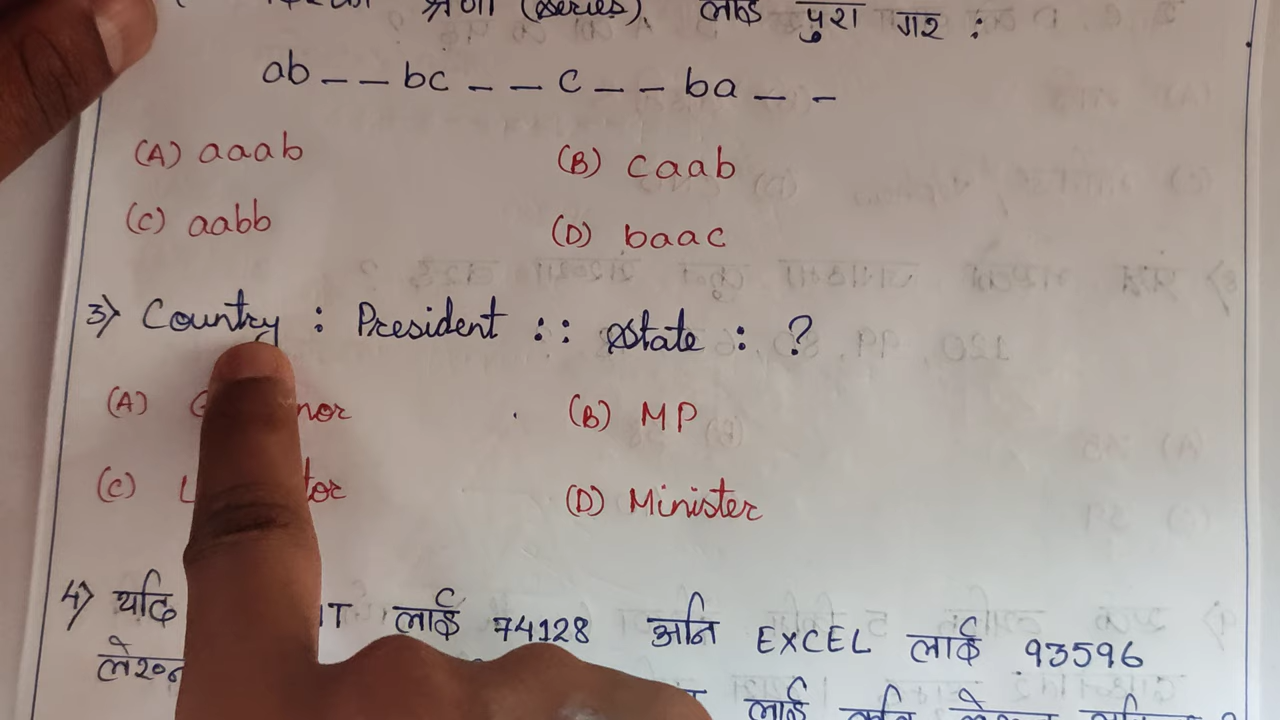 (series). लाई पुरा गर :
ab _ _ bc _ _ c _ _ ba _ _
(A) aaab (B) caab
(C) aabb (D) baac
3) Country : President :: State : ?
(A) (B) MP
(C) (D) Minister
4) यदि लाई 74128 अनि EXCEL लाई 93596
लाई